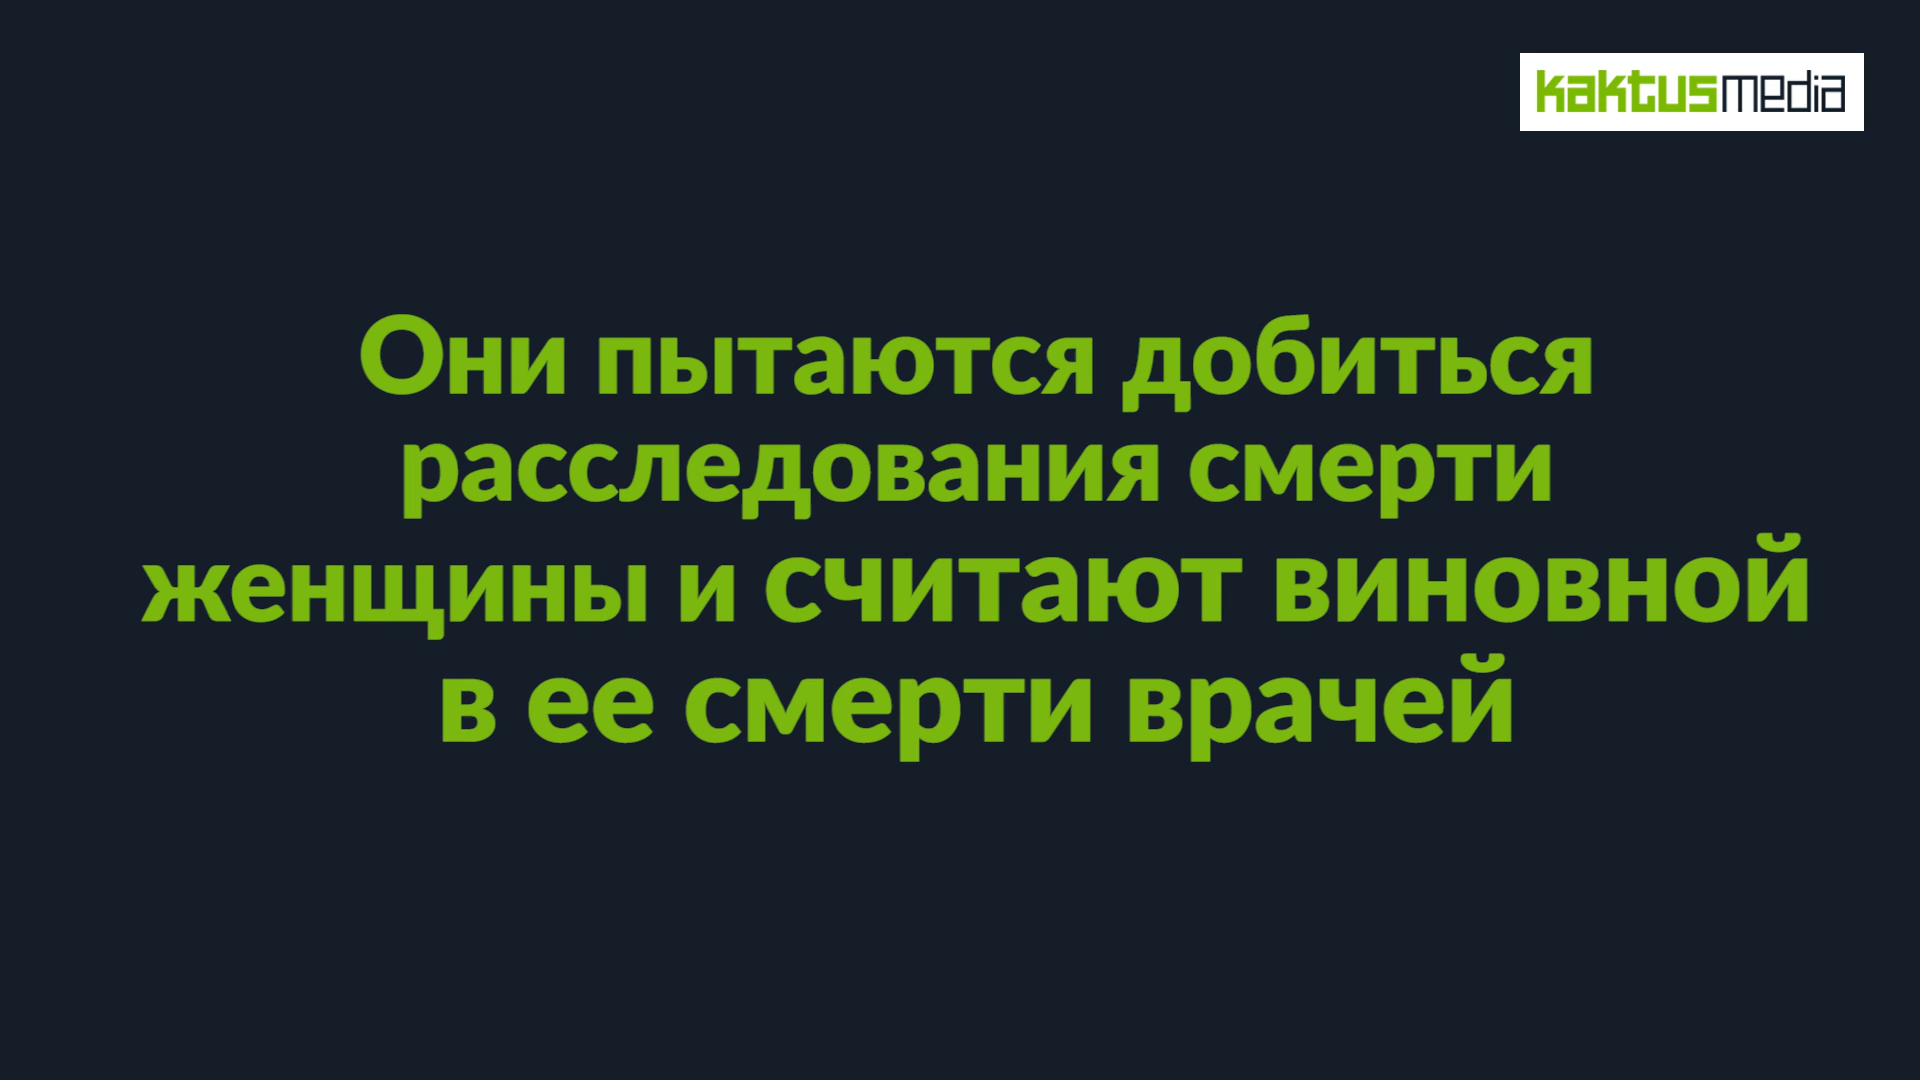 kaktusmedia
Они пытаются добиться
расследования смерти
женщины и считают виновной
в ее смерти врачей